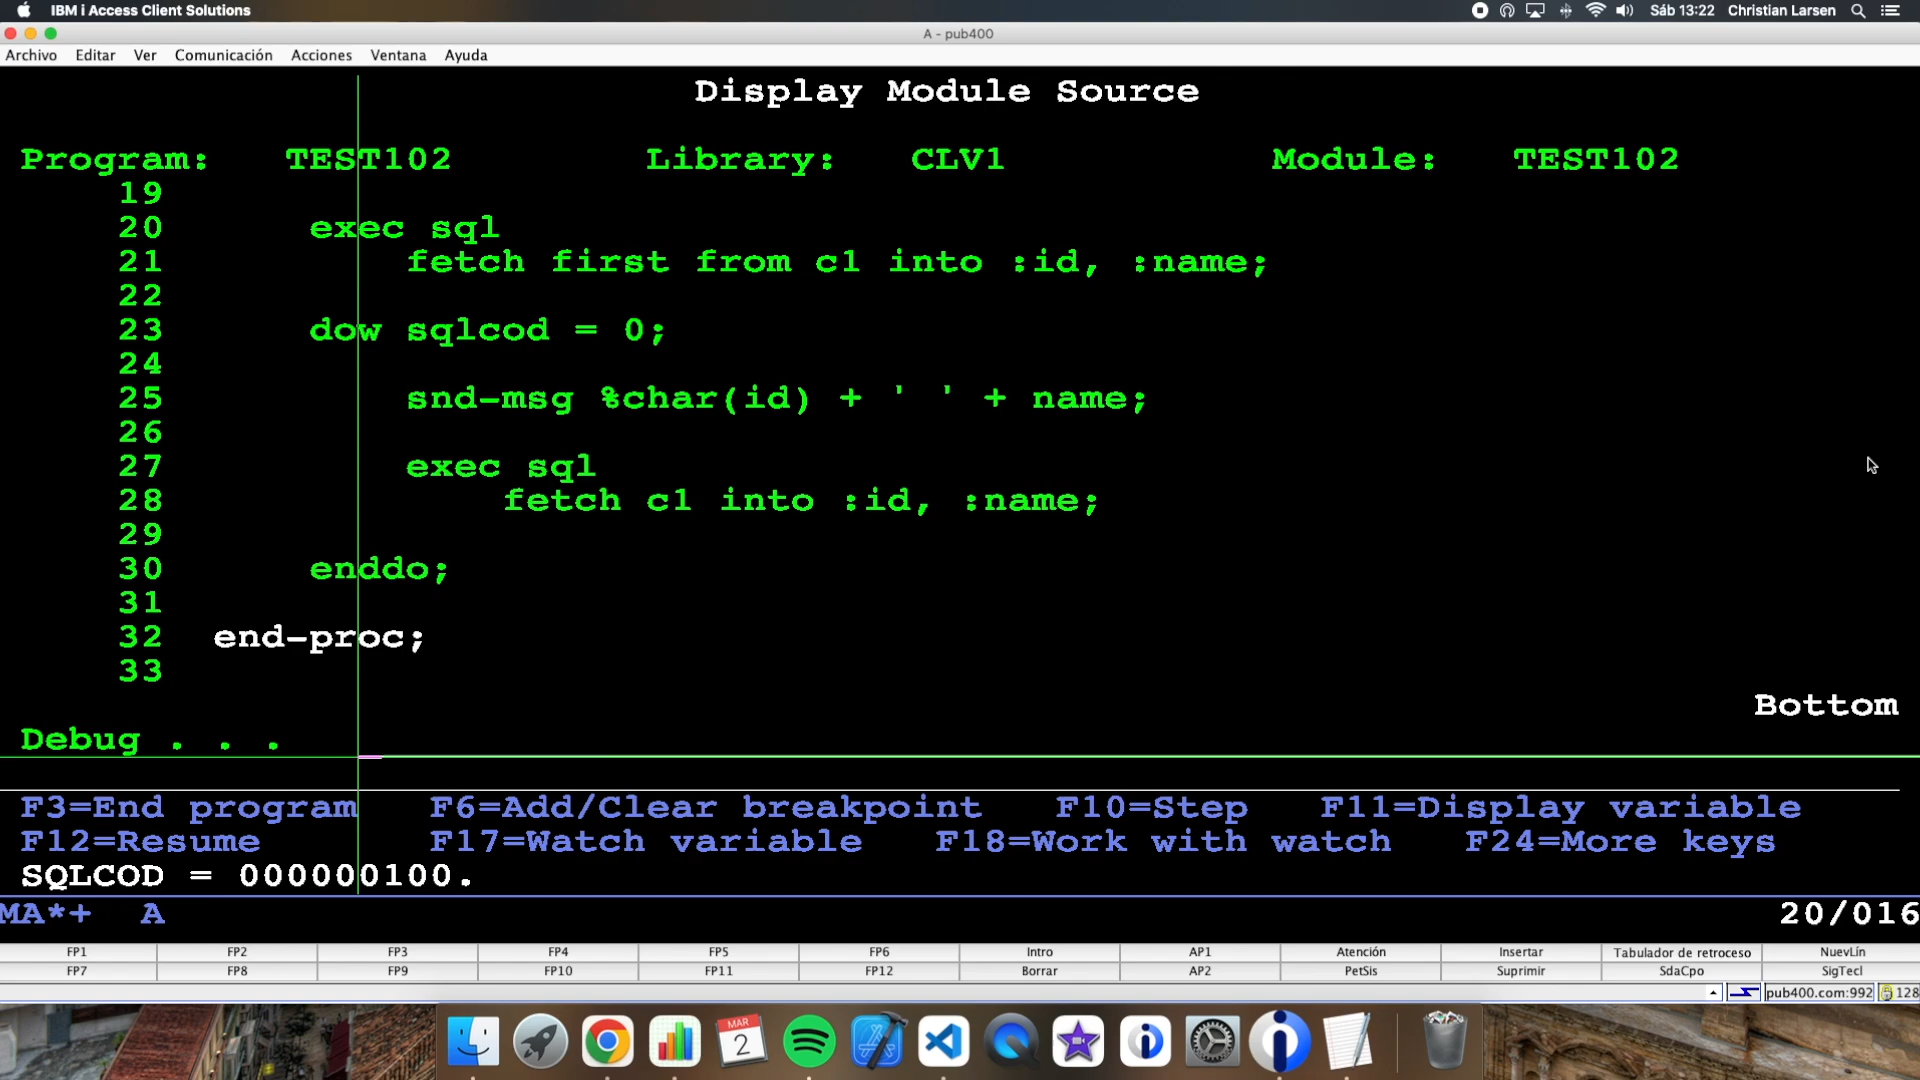 IBM i Access Client Solutions
Sáb 13:22 Christian Larsen
A - pub400
Archivo Editar Ver Comunicación Acciones Ventana Ayuda
Display Module Source
Program: TEST102 Library: CLV1 Module: TEST102
19
20 exec sql
21 fetch first from c1 into :id, :name;
22
23 dow sqlcod = 0;
24
25 snd-msg %char(id) + ' ' + name;
26
27 exec sql
28 fetch c1 into :id, :name;
29
30 enddo;
31
32 end-proc;
33
Bottom
Debug . . .
F3=End program F6=Add/Clear breakpoint F10=Step F11=Display variable
F12=Resume F17=Watch variable F18=Work with watch F24=More keys
SQLCOD = 000000100.
MA*+ A 20/016
FP1 FP2 FP3 FP4 FP5 FP6 Intro AP1 Atención Insertar Tabulador de retroceso NuevLín
FP7 FP8 FP9 FP10 FP11 FP12 Borrar AP2 PetSis Suprimir SdaCpo SigTecl
pub400.com:992 128
MAR
2